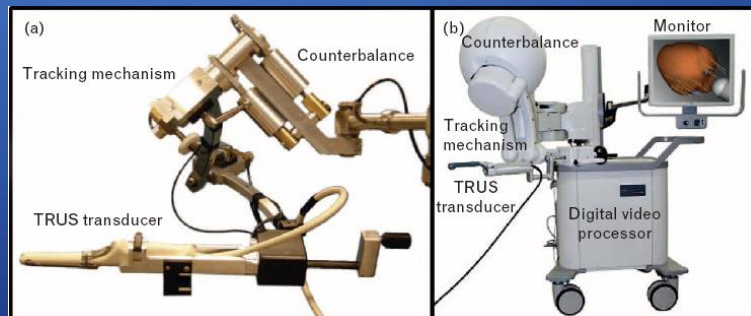 (a)
Counterbalance
Tracking mechanism
TRUS transducer
(b)
Monitor
Counterbalance
Tracking
mechanism
TRUS
transducer
Digital video
processor